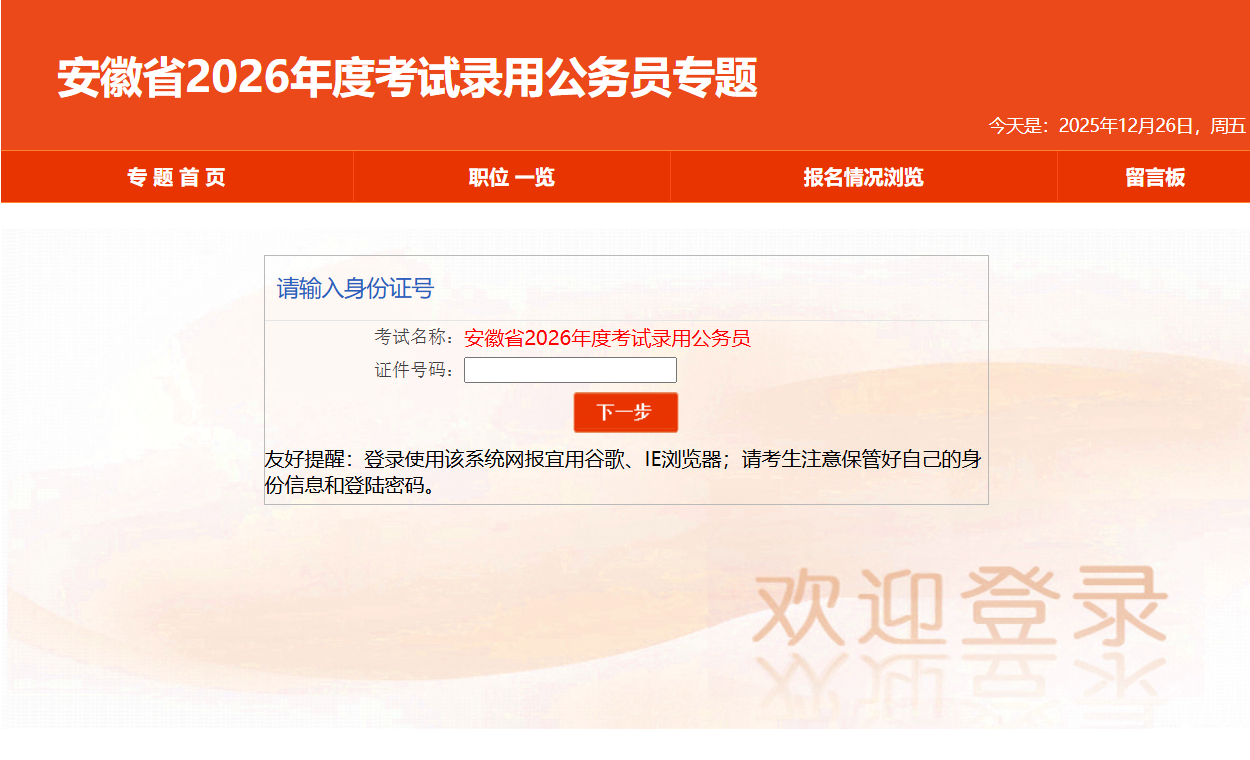 安徽省2026年度考试录用公务员专题
今天是：2025年12月26日，周五
专 题 首 页
职位 一览
报名情况浏览
留言板
请输入身份证号
考试名称：安徽省2026年度考试录用公务员
证件号码：
下一步
友好提醒：登录使用该系统网报宜用谷歌、IE浏览器；请考生注意保管好自己的身
份信息和登陆密码。
欢迎登录